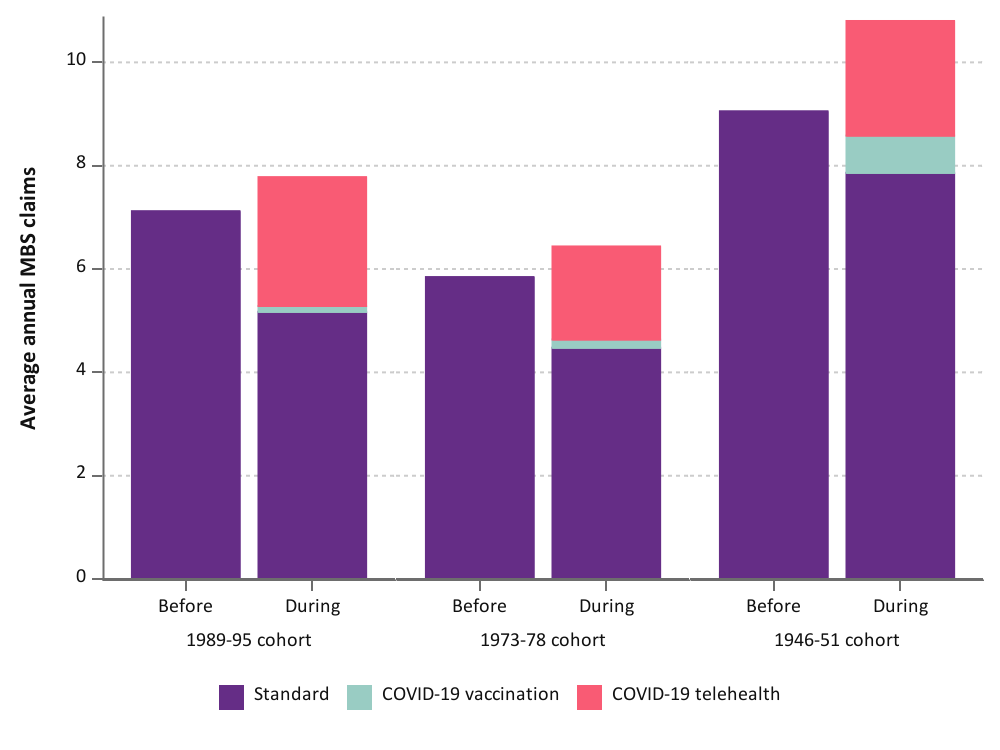 Average annual MBS claims
10
8
6
4
2
0
Before During Before During Before During
1989-95 cohort 1973-78 cohort 1946-51 cohort
Standard COVID-19 vaccination COVID-19 telehealth